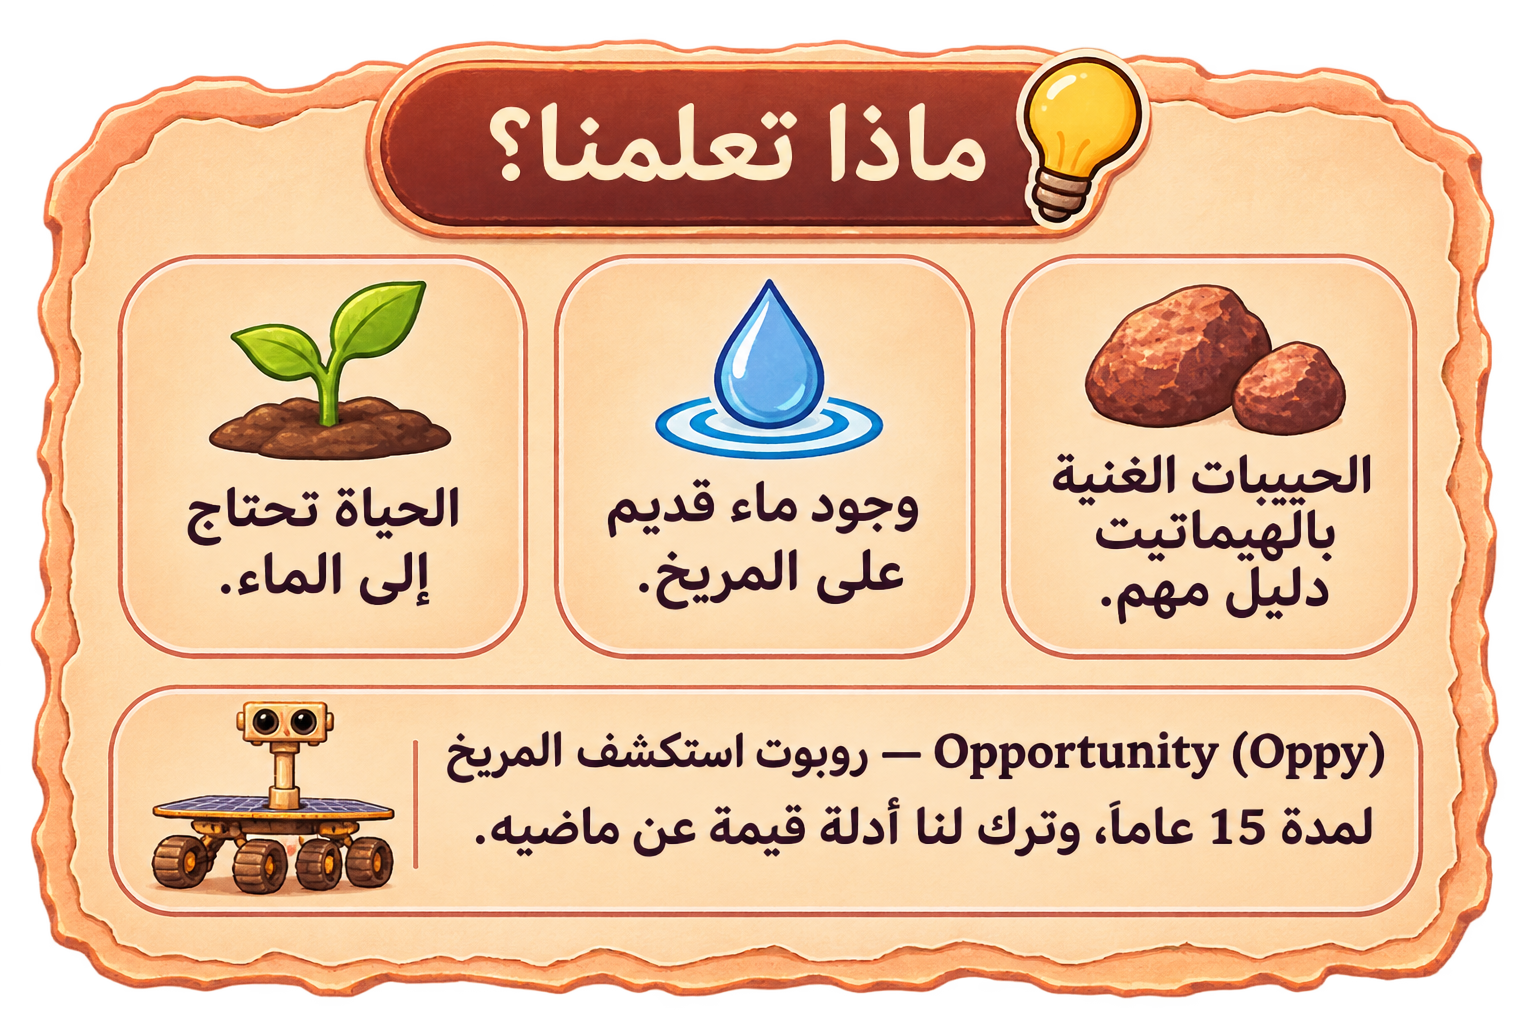 ماذا تعلمنا؟
الحبيبات الغنية
بالهيماتيت
دليل مهم.
وجود ماء قديم
على المريخ.
الحياة تحتاج
إلى الماء.
Opportunity (Oppy) — روبوت استكشف المريخ
لمدة 15 عاماً، وترك لنا أدلة قيمة عن ماضيه.